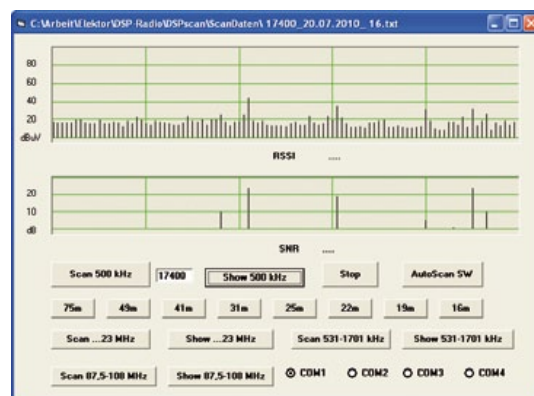 C:\Arbeit\Elektor\DSP-Radio\DSPscan\ScanDaten\ 17400_20.07.2010_ 16.txt
80
60
40
20
dBuV
RSSI ....
20
10
dB
SNR ....
Scan 500 kHz 17400 Show 500 kHz Stop AutoScan SW
75m 49m 41m 31m 25m 22m 19m 16m
Scan ...23 MHz Show ...23 MHz Scan 531-1701 kHz Show 531-1701 kHz
Scan 87,5-108 MHz Show 87,5-108 MHz COM1 COM2 COM3 COM4